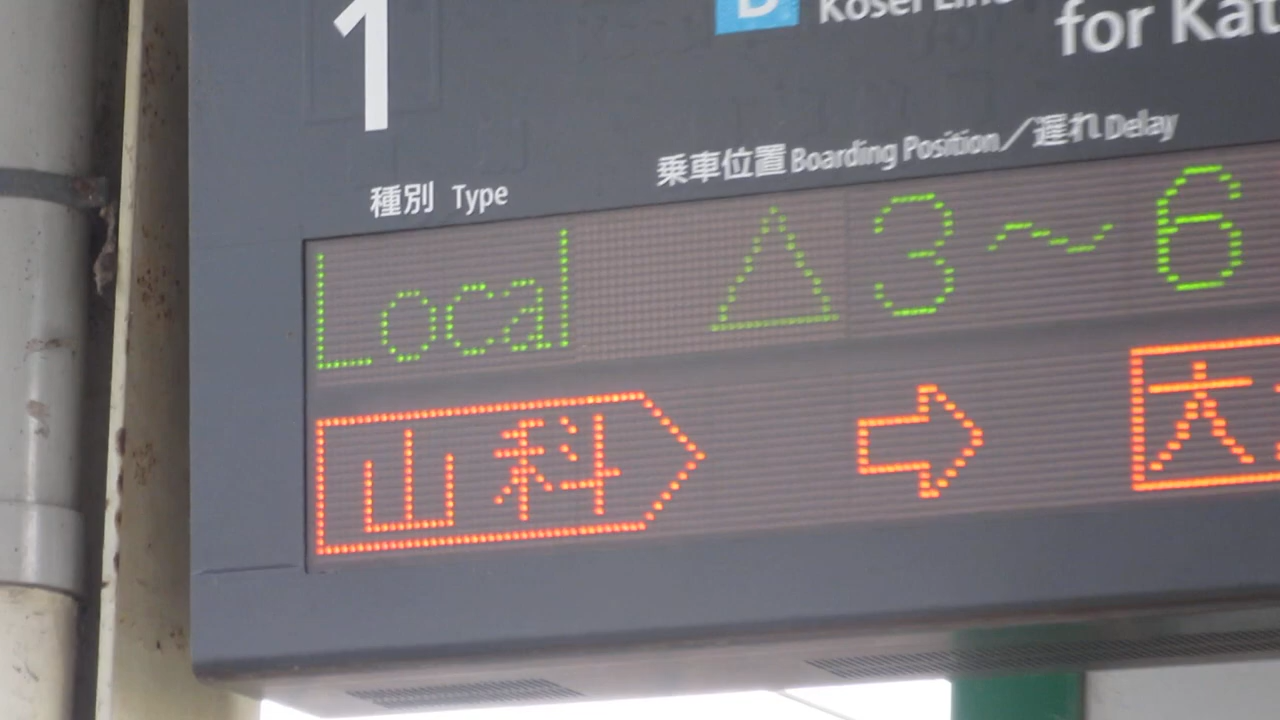 1
B Kosei Line
for Kat
種別 Type
乗車位置 Boarding Position／遅れ Delay
Local △ 3～6
山科 ⇨ 大